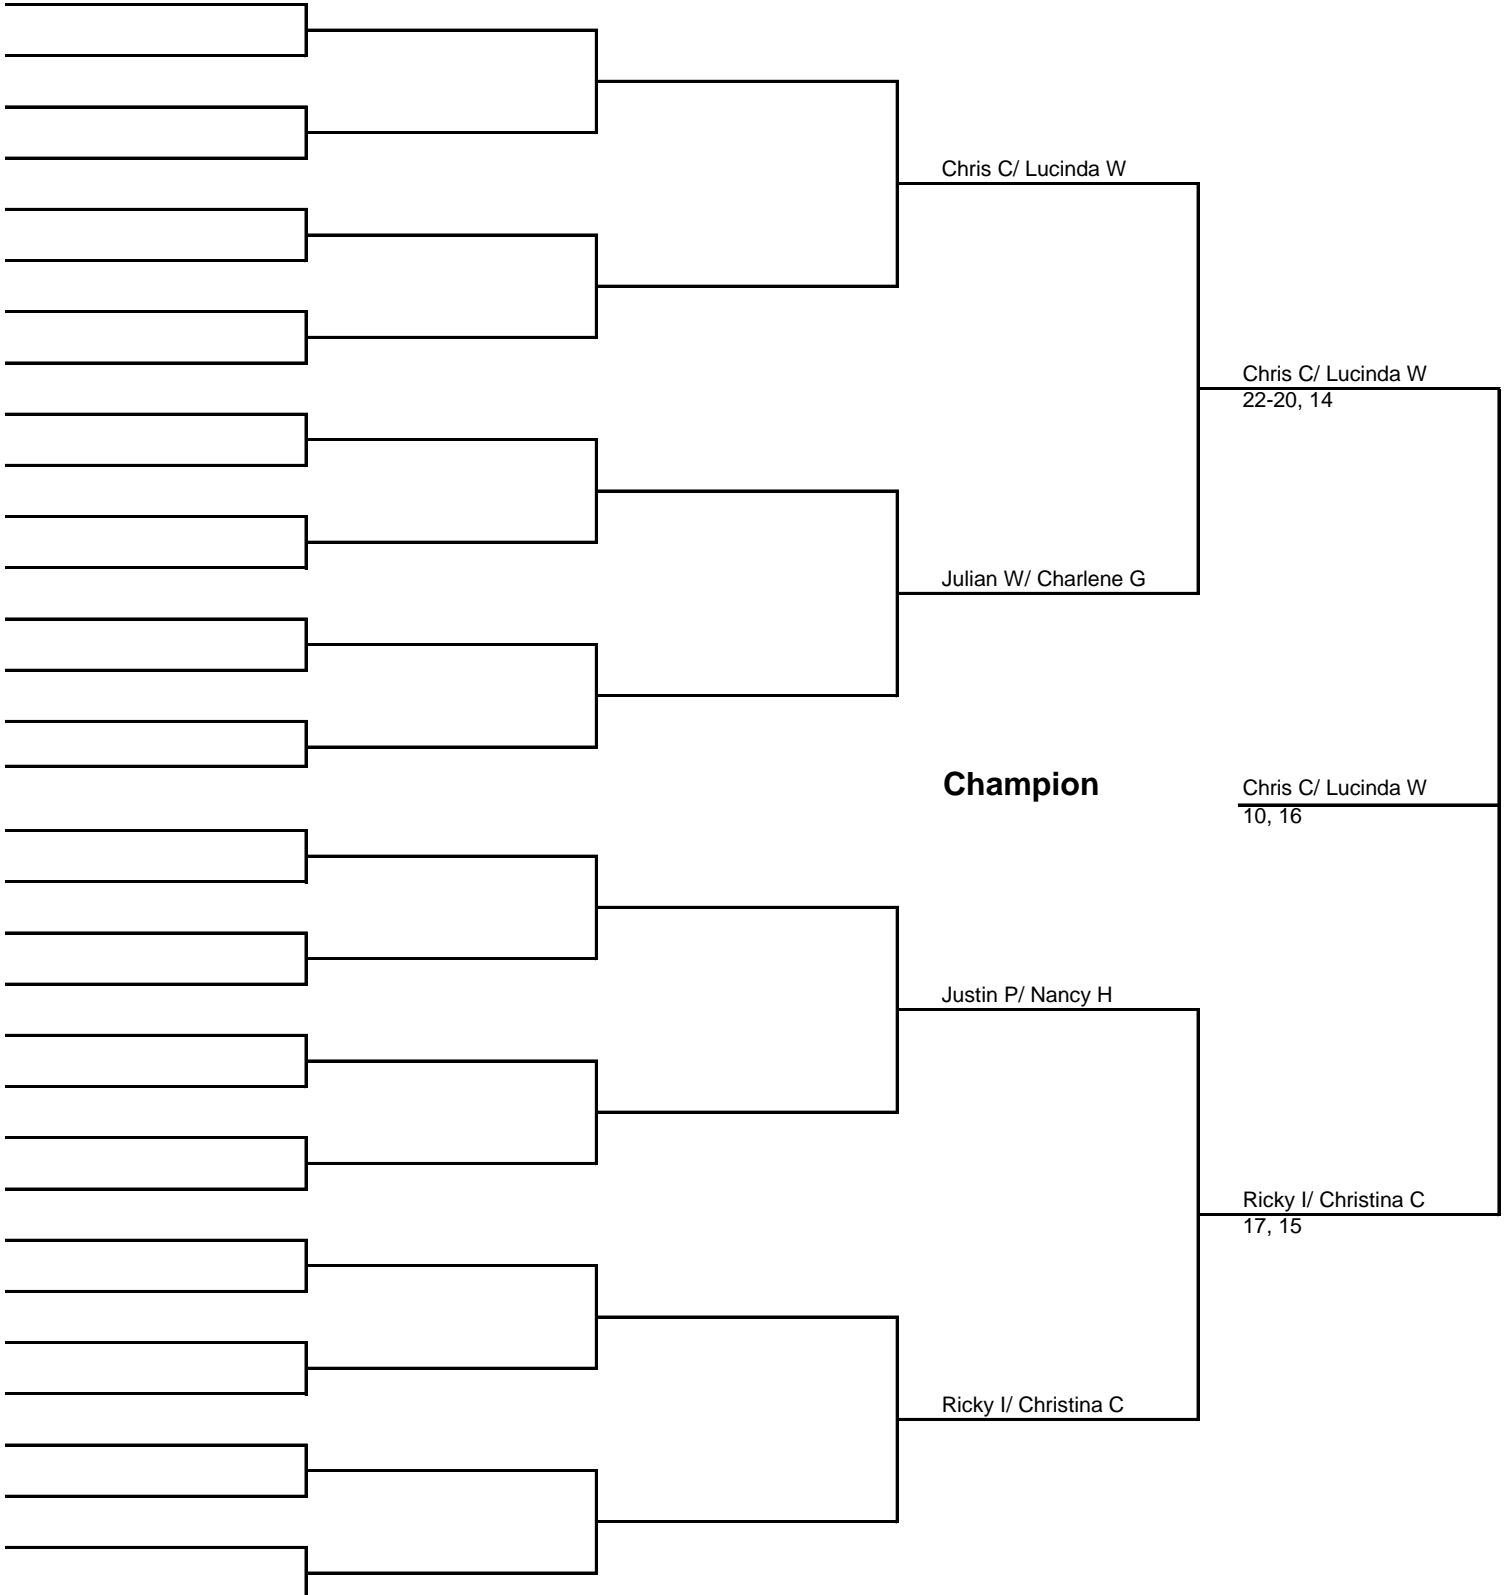 Chris C/ Lucinda W
Chris C/ Lucinda W
22-20, 14
Julian W/ Charlene G
Champion
Chris C/ Lucinda W
10, 16
Justin P/ Nancy H
Ricky I/ Christina C
17, 15
Ricky I/ Christina C